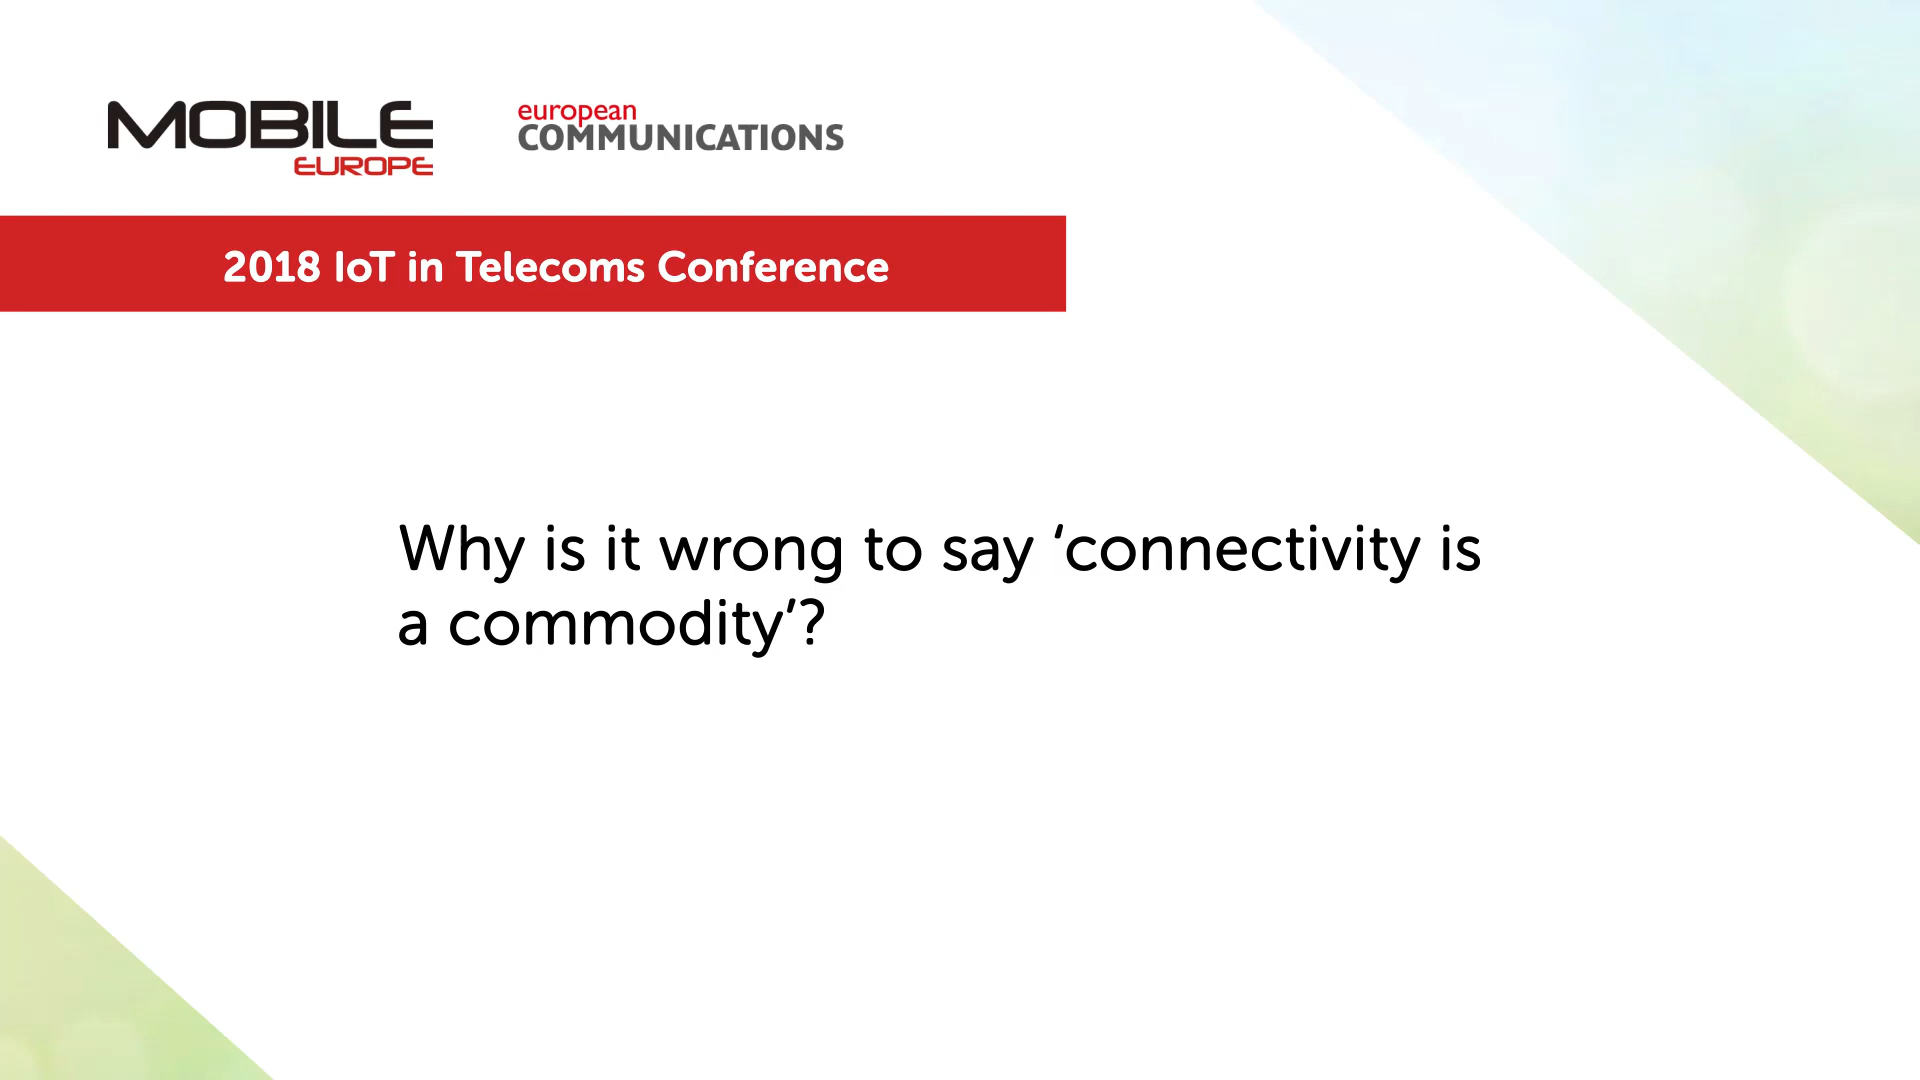 MOBILE
EUROPE
european
COMMUNICATIONS
2018 IoT in Telecoms Conference
Why is it wrong to say ‘connectivity is
a commodity’?